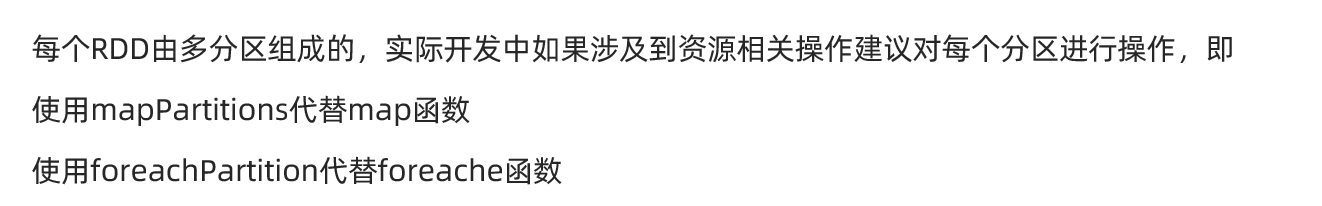 每个RDD由多分区组成的，实际开发中如果涉及到资源相关操作建议对每个分区进行操作，即
使用mapPartitions代替map函数
使用foreachPartition代替foreache函数